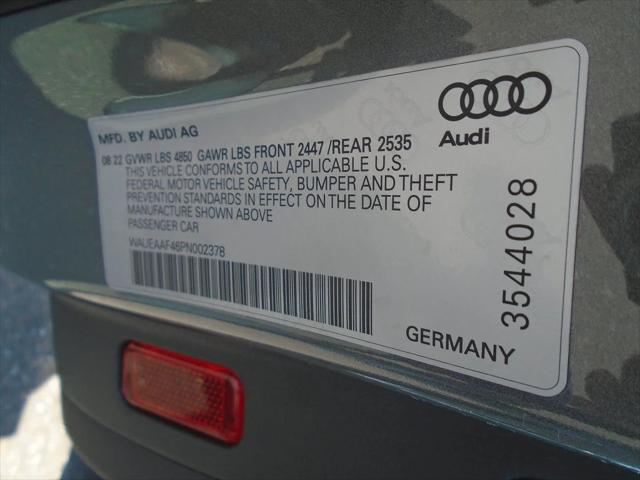 MFD. BY AUDI AG
08 22 GVWR LBS 4850 GAWR LBS FRONT 2447 /REAR 2535
THIS VEHICLE CONFORMS TO ALL APPLICABLE U.S.
FEDERAL MOTOR VEHICLE SAFETY, BUMPER AND THEFT
PREVENTION STANDARDS IN EFFECT ON THE DATE OF
MANUFACTURE SHOWN ABOVE
PASSENGER CAR
WAUEAAF46PN002378
Audi
3544028
GERMANY